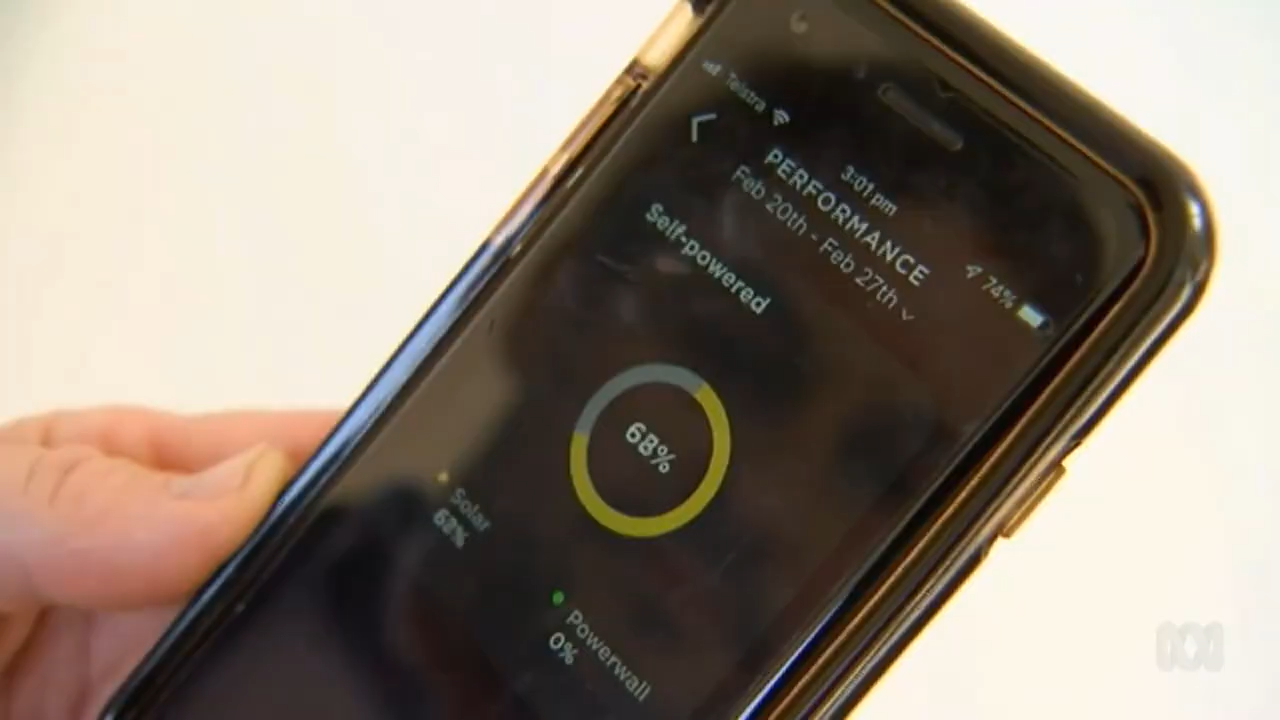 Telstra
3:01 pm
74%
PERFORMANCE
Feb 20th - Feb 27th
Self-powered
68%
Solar
68%
Powerwall
0%